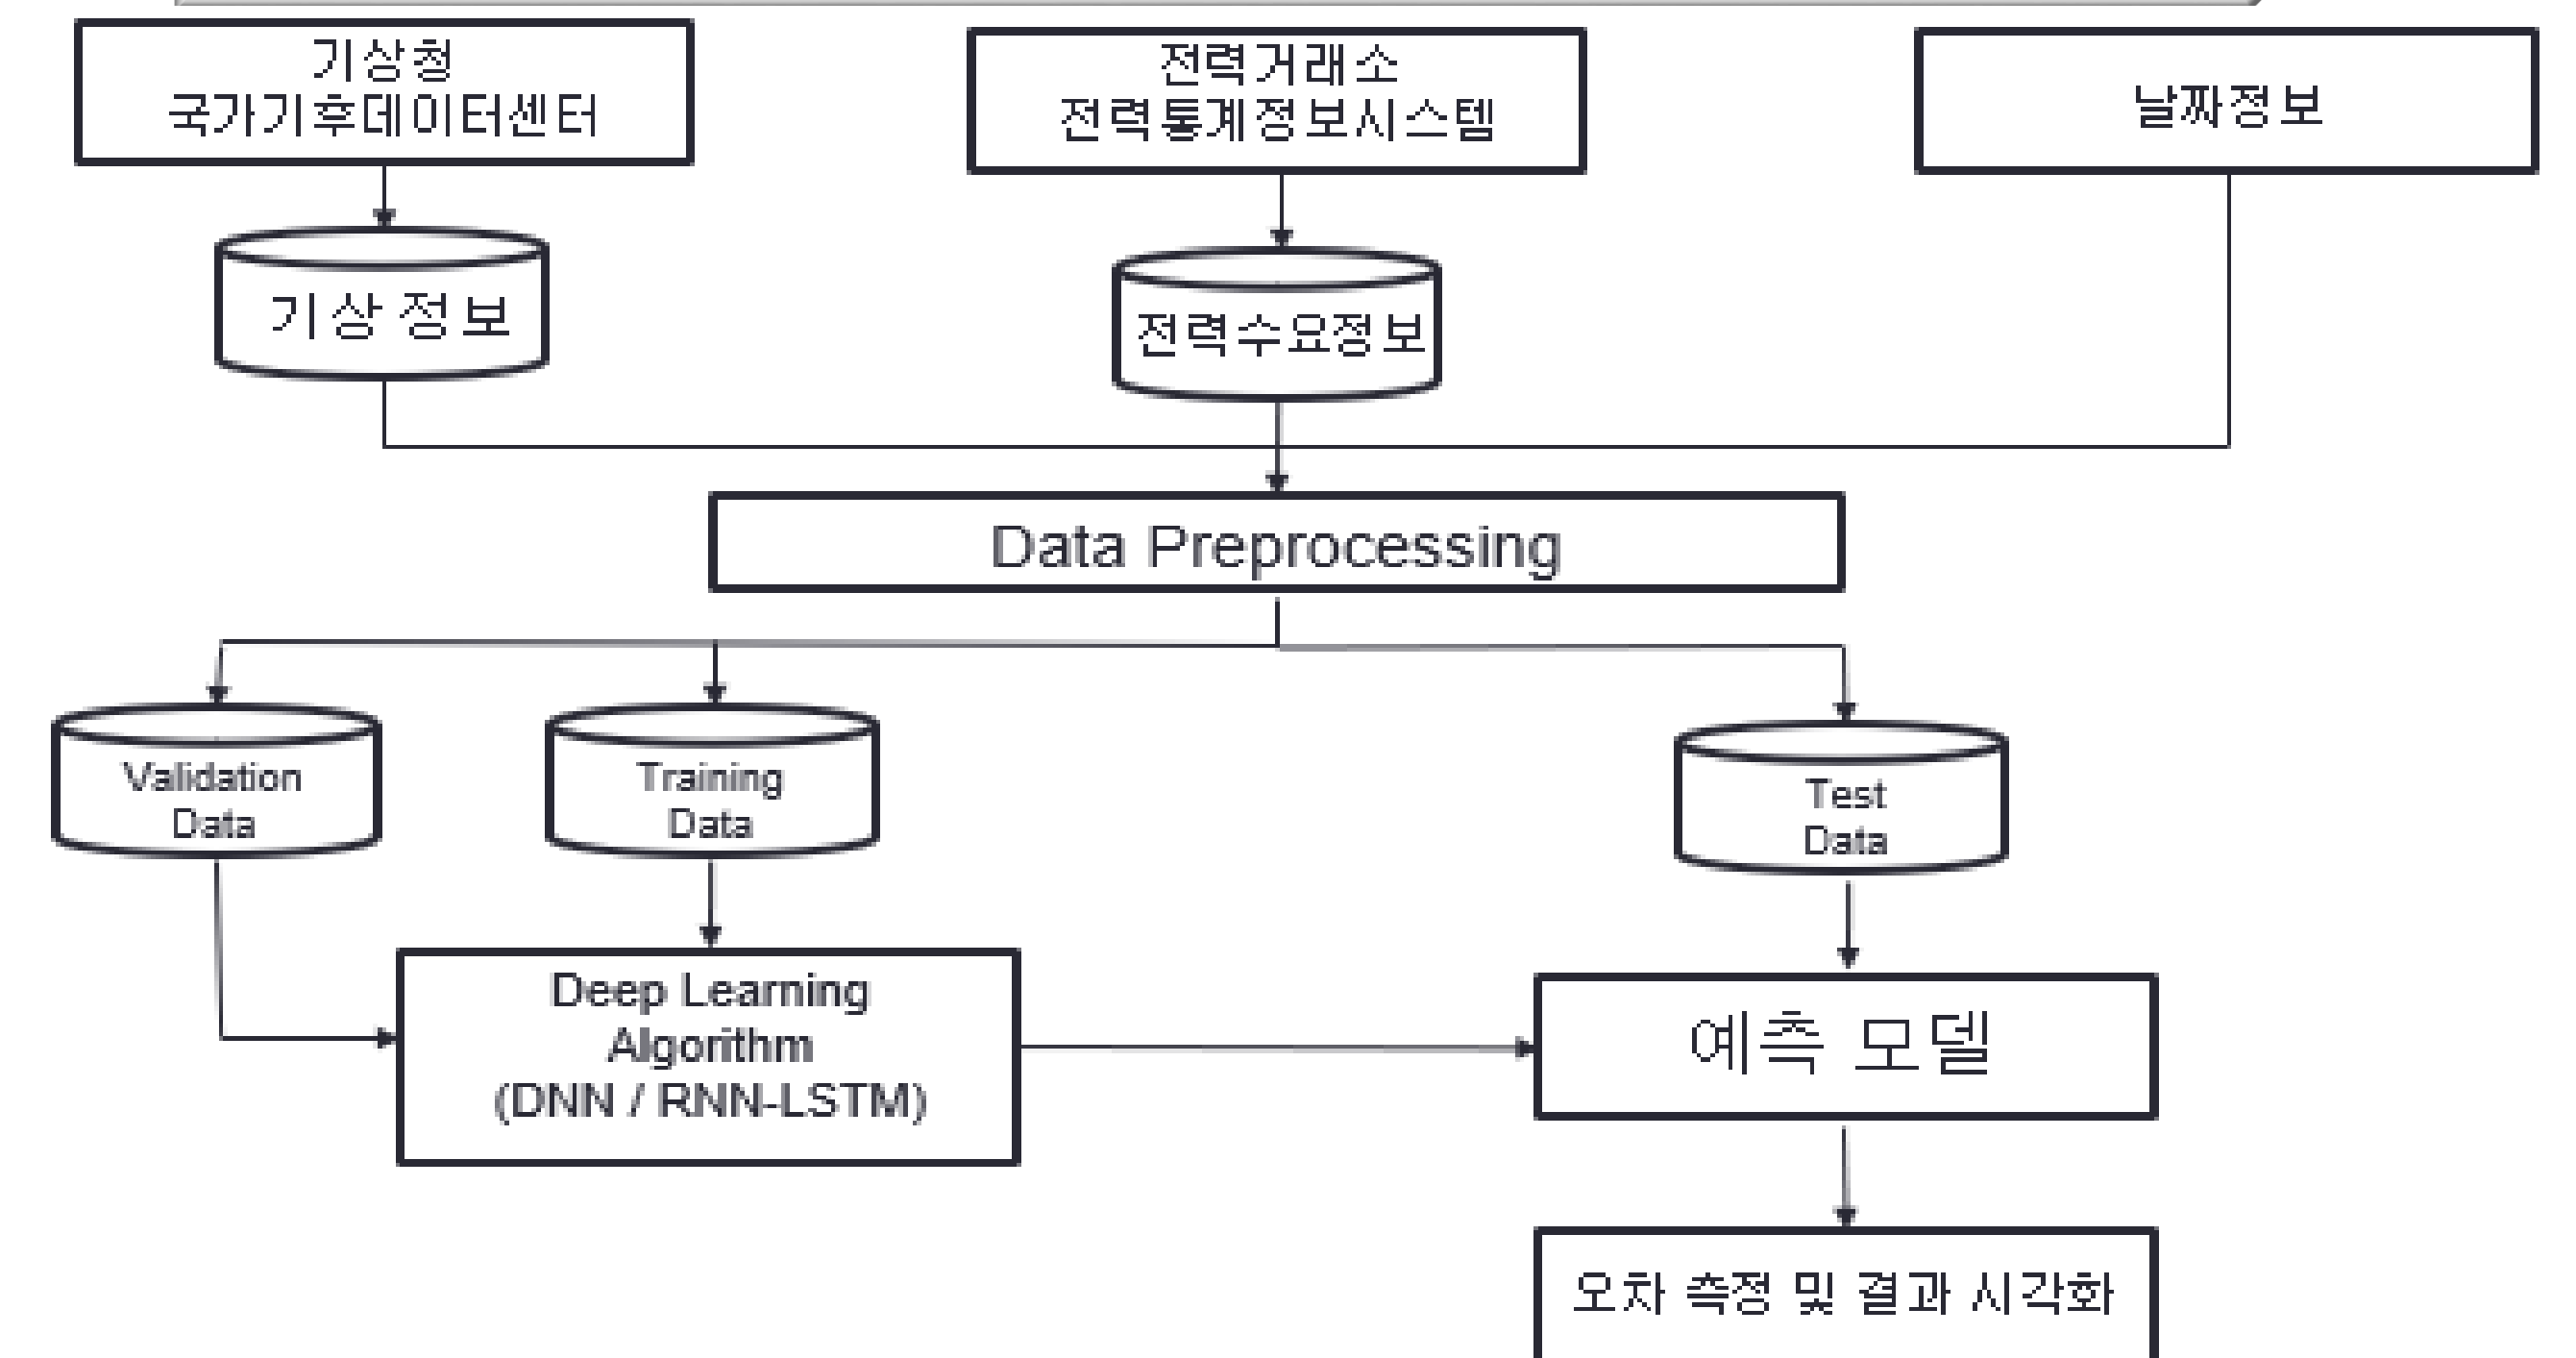 기상청
국가기후데이터센터
전력거래소
전력통계정보시스템
날짜정보
기상 정보
전력수요정보
Data Preprocessing
Validation
Data
Training
Data
Test
Data
Deep Learning
Algorithm
(DNN / RNN-LSTM)
예측 모델
오차 측정 및 결과 시각화